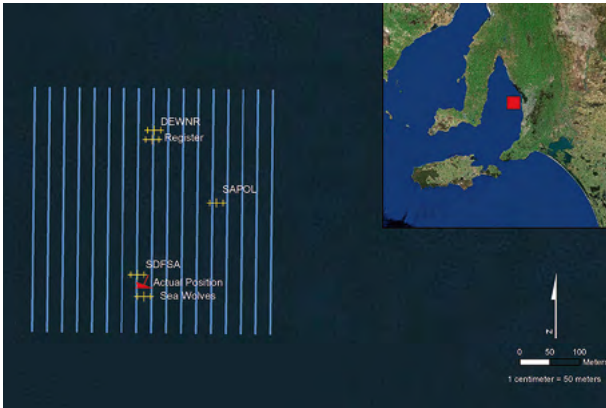 DEWNR
Register
SAPOL
SDFSA
Actual Position
Sea Wolves
N
0 50 100
Meters
1 centimeter = 50 meters